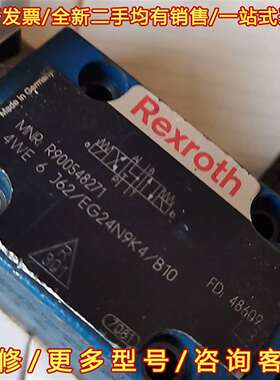 发票/全新二手均有销售/一站式
Made in Germany
Rexroth
MNR: R900548271
FD: 48609
4WE 6 J62/EG24N9K4/B10
7081
修/更多型号/咨询客